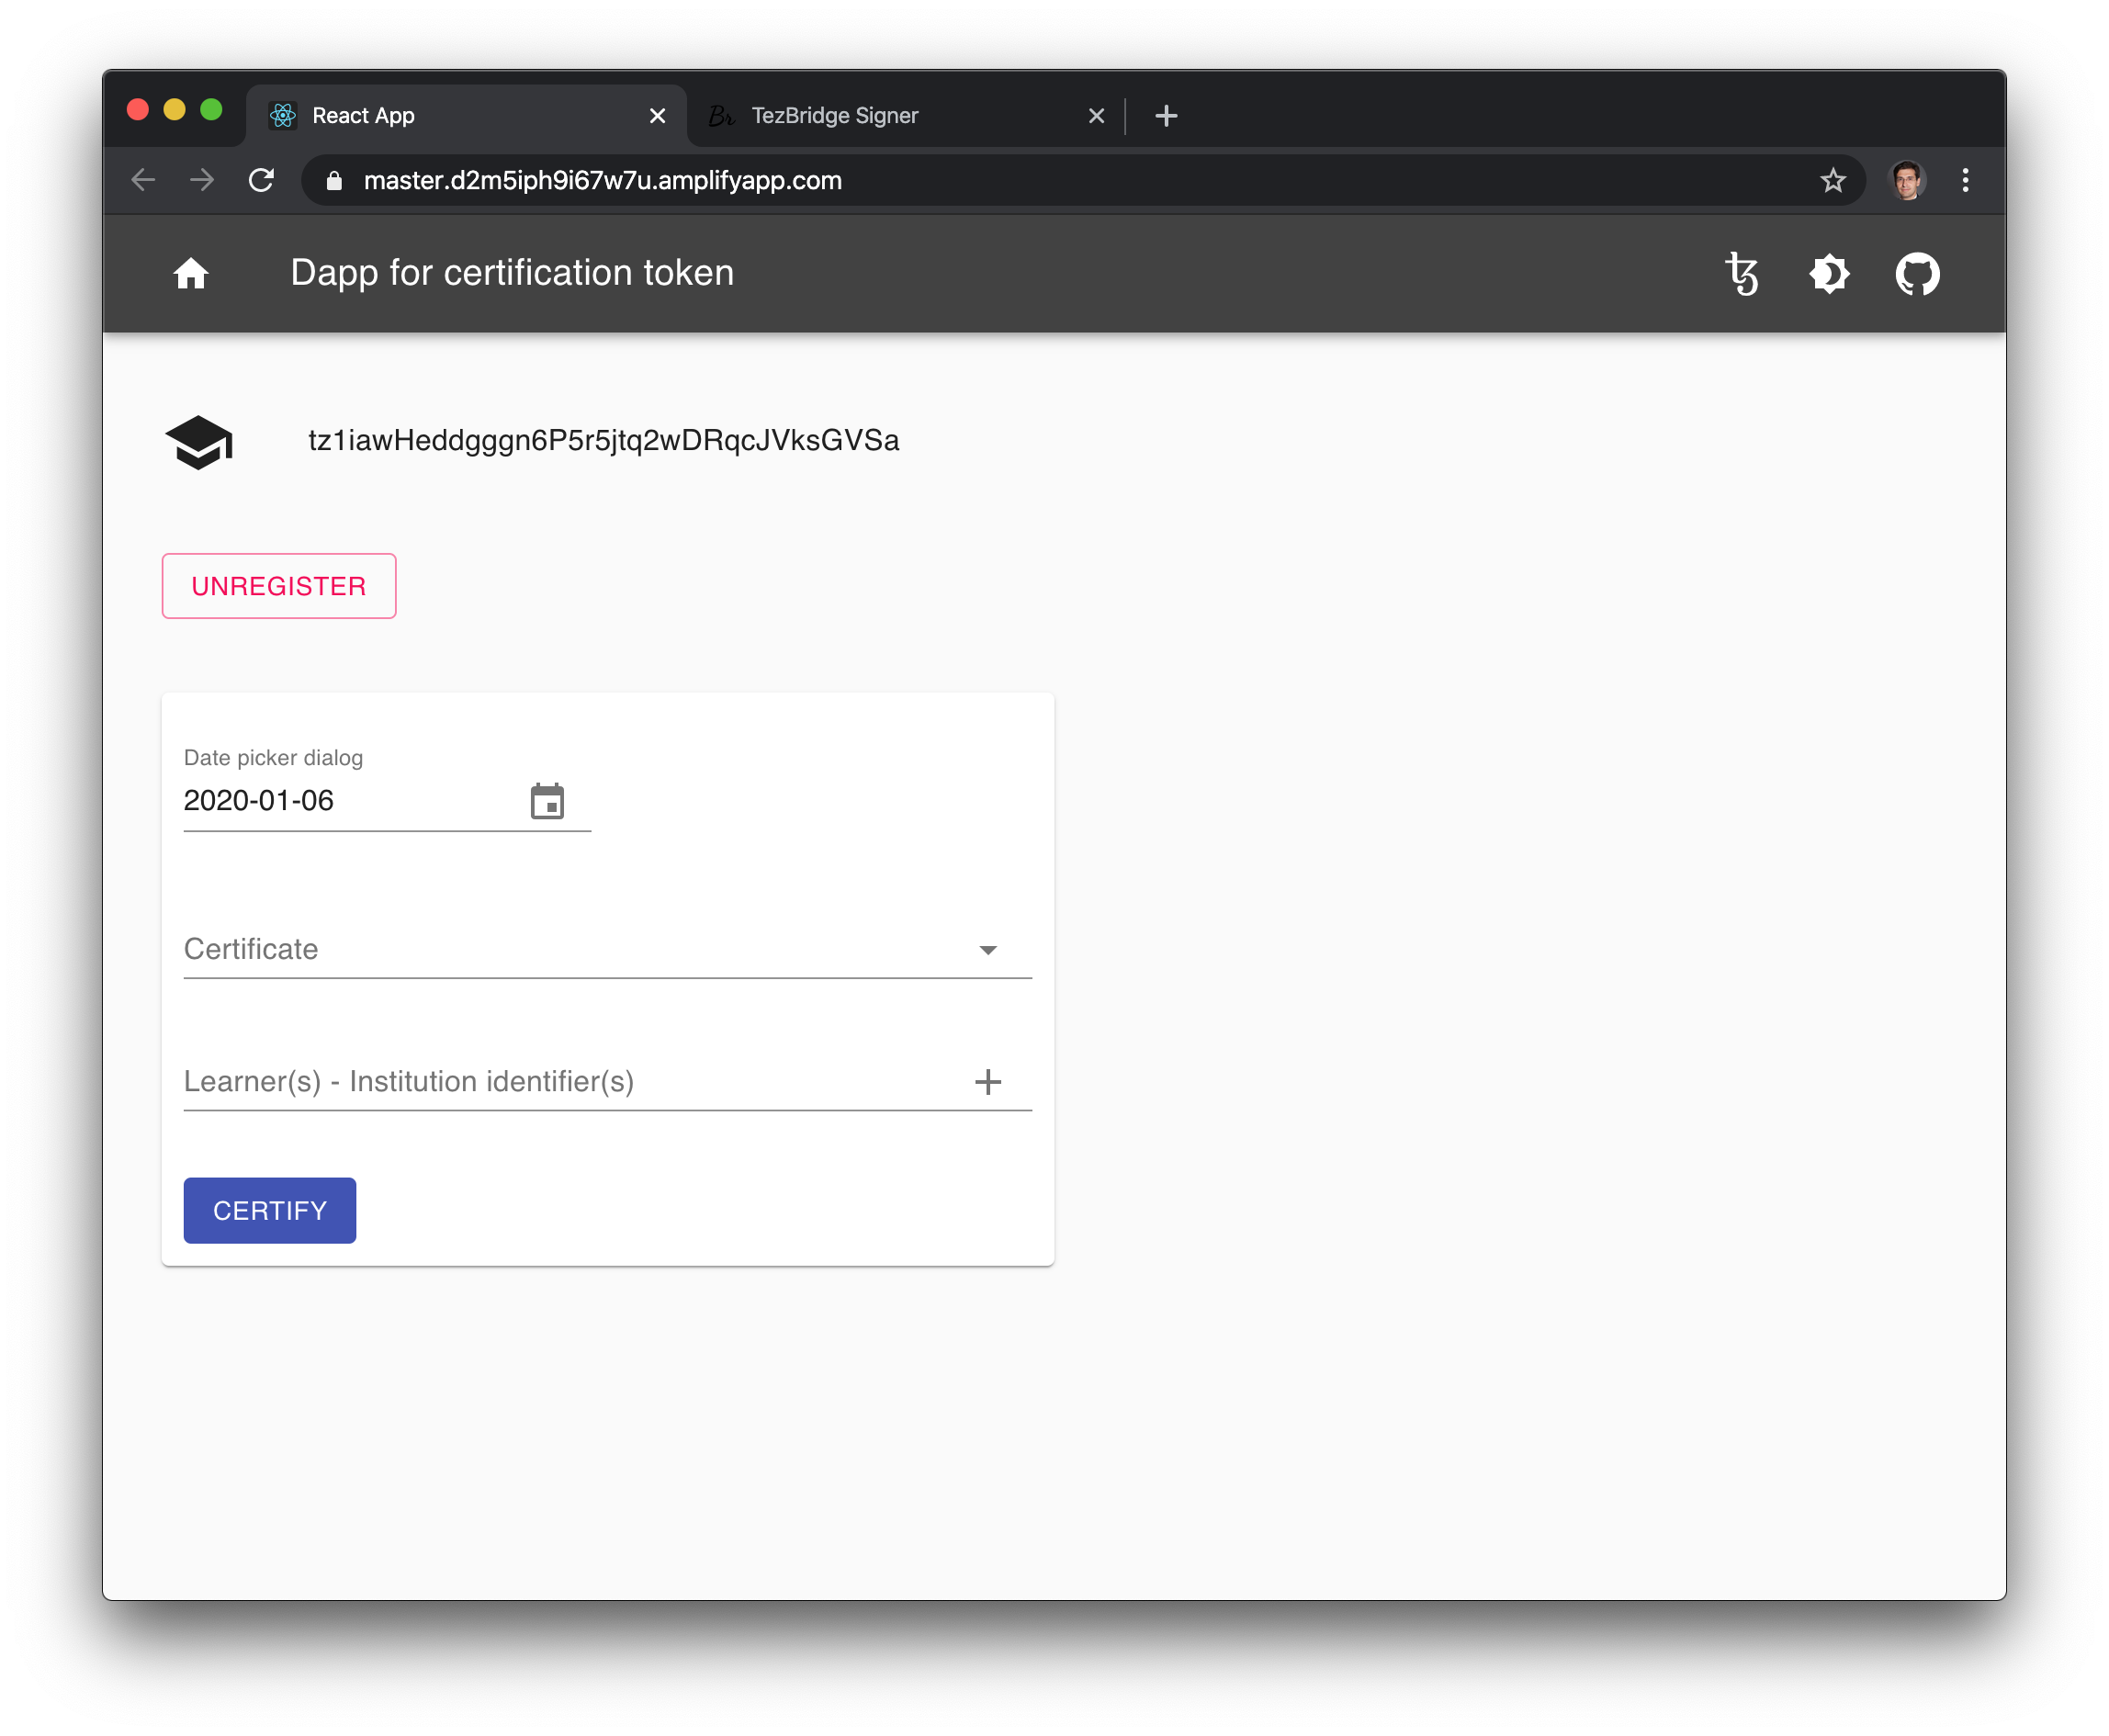 React App
Br TezBridge Signer
master.d2m5iph9i67w7u.amplifyapp.com
Dapp for certification token
tz1iawHeddgggn6P5r5jtq2wDRqcJVksGVSa
UNREGISTER
Date picker dialog
2020-01-06
Certificate
Learner(s) - Institution identifier(s)
CERTIFY